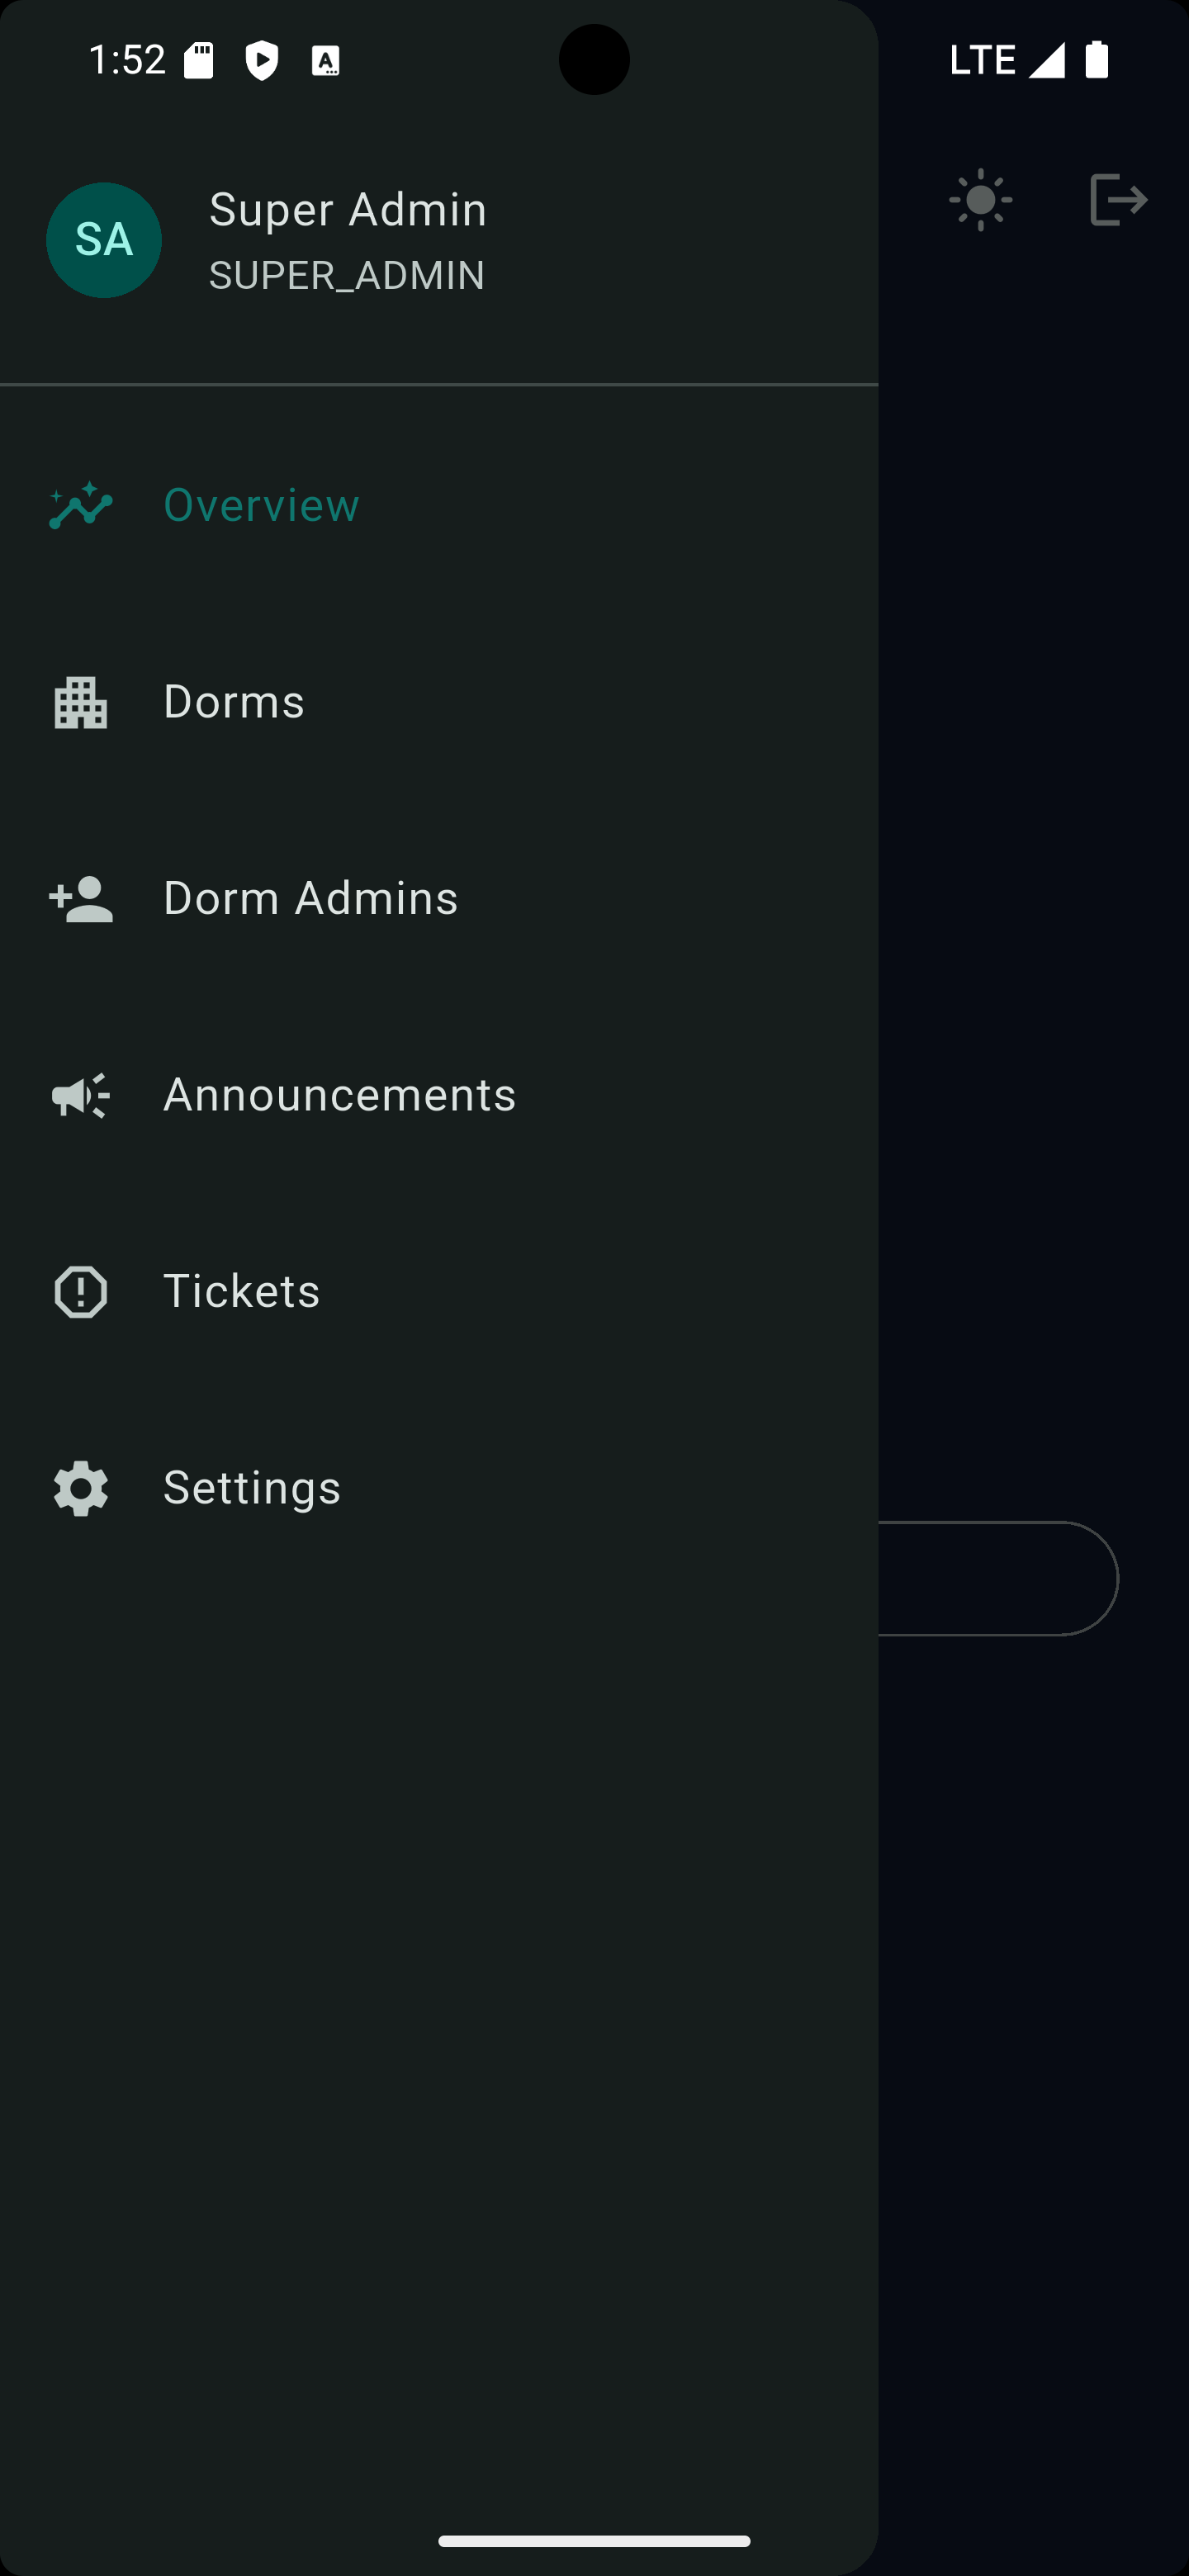 1:52
LTE
SA
Super Admin
SUPER_ADMIN
Overview
Dorms
Dorm Admins
Announcements
Tickets
Settings